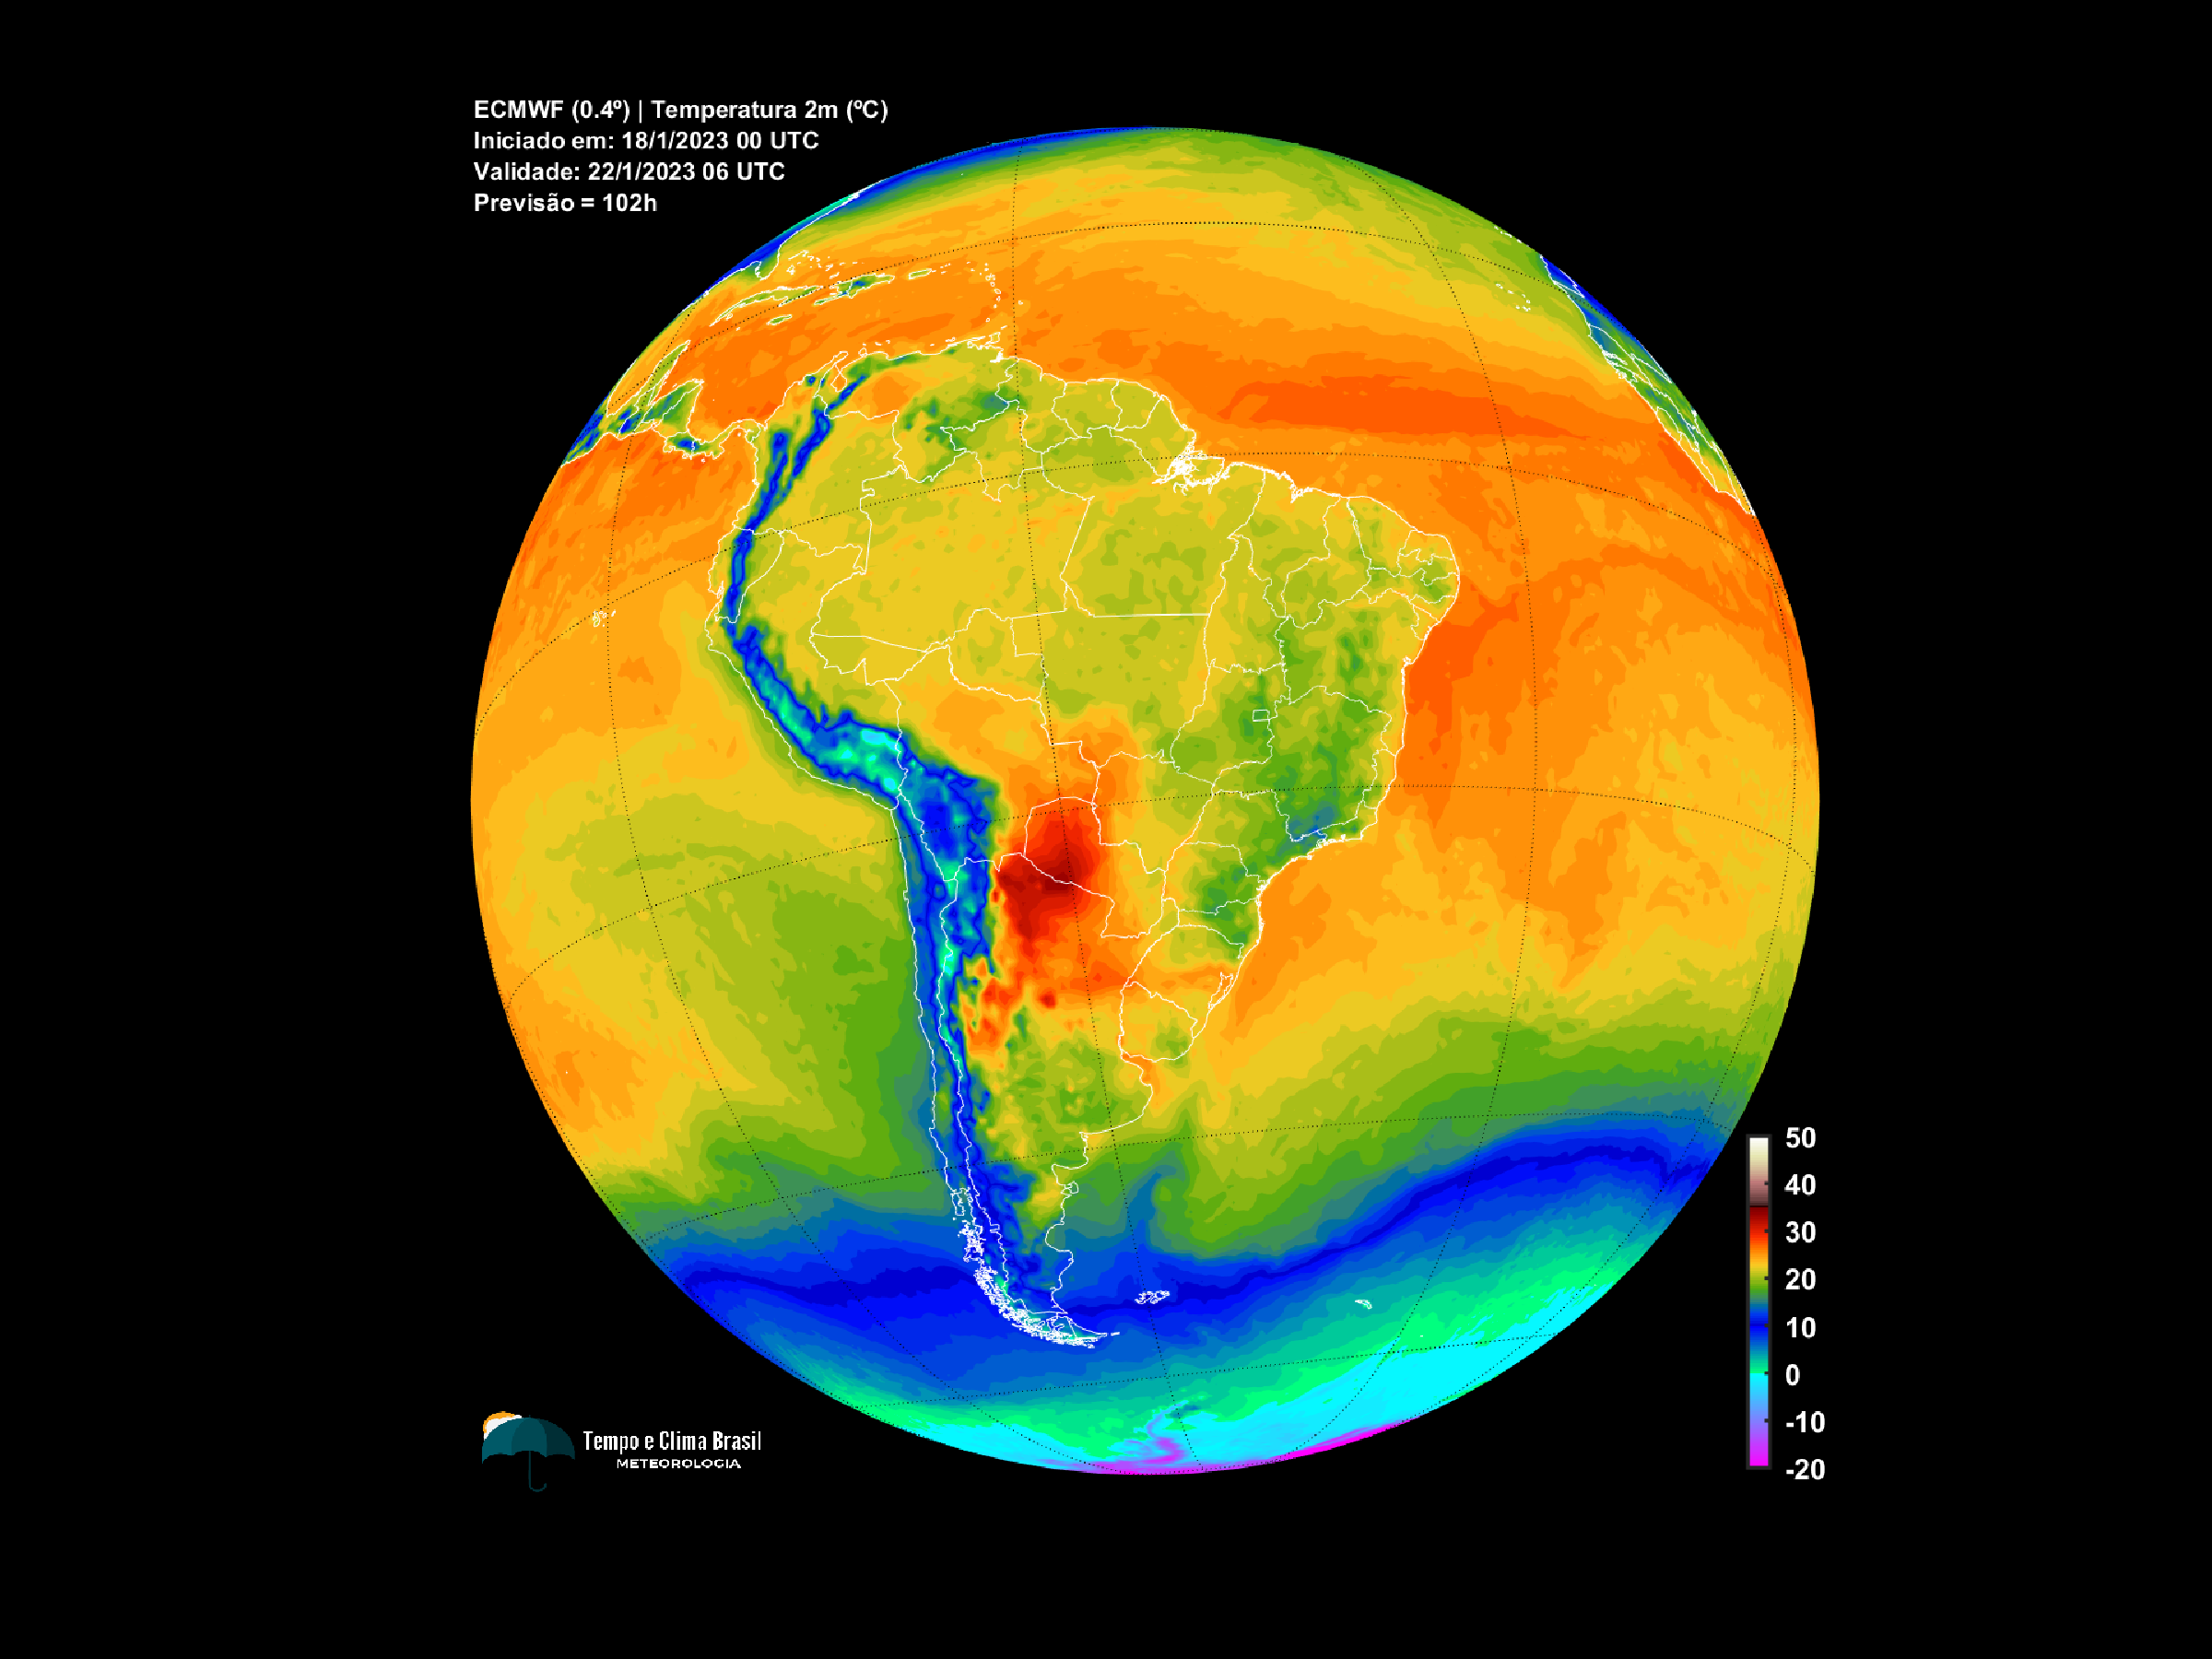 ECMWF (0.4º) | Temperatura 2m (ºC)
Iniciado em: 18/1/2023 00 UTC
Validade: 22/1/2023 06 UTC
Previsão = 102h
50
40
30
20
10
0
-10
-20
Tempo e Clima Brasil
METEOROLOGIA